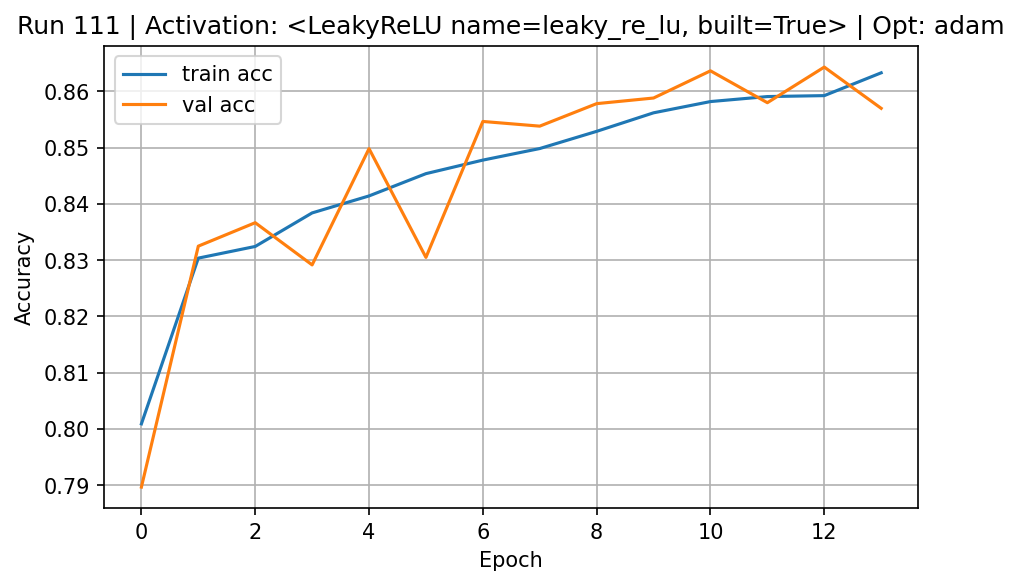 Run 111 | Activation: <LeakyReLU name=leaky_re_lu, built=True> | Opt: adam
train acc
val acc
0.86
0.85
0.84
0.83
0.82
0.81
0.80
0.79
Accuracy
0 2 4 6 8 10 12
Epoch